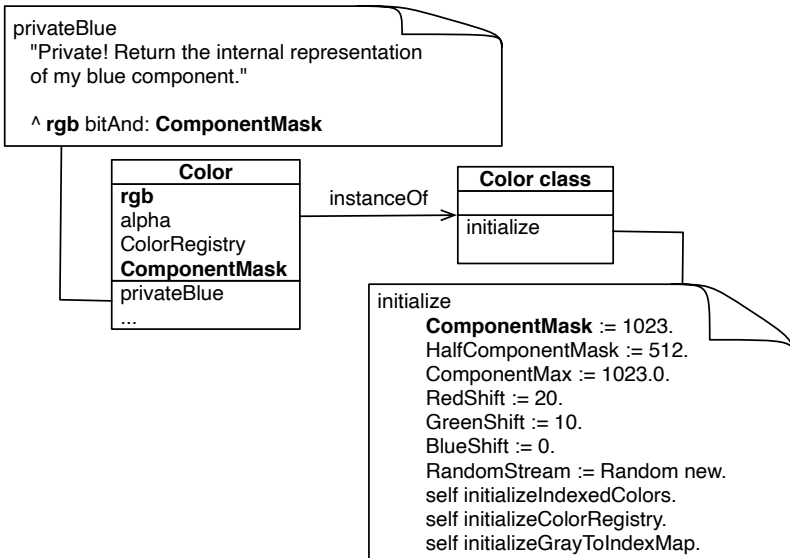 privateBlue
"Private! Return the internal representation
of my blue component."
^ rgb bitAnd: ComponentMask
Color
rgb
alpha
ColorRegistry
ComponentMask
privateBlue
...
instanceOf
Color class
initialize
initialize
ComponentMask := 1023.
HalfComponentMask := 512.
ComponentMax := 1023.0.
RedShift := 20.
GreenShift := 10.
BlueShift := 0.
RandomStream := Random new.
self initializeIndexedColors.
self initializeColorRegistry.
self initializeGrayToIndexMap.